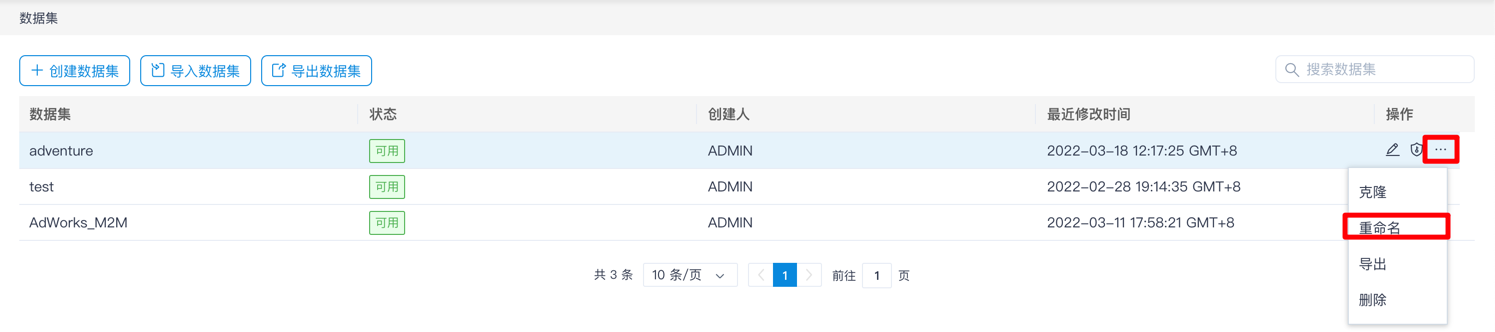 数据集
创建数据集 导入数据集 导出数据集 搜索数据集
数据集 状态 创建人 最近修改时间 操作
adventure 可用 ADMIN 2022-03-18 12:17:25 GMT+8 ...
test 可用 ADMIN 2022-02-28 19:14:35 GMT+8
AdWorks_M2M 可用 ADMIN 2022-03-11 17:58:21 GMT+8
克隆
重命名
导出
删除
共 3 条 10 条/页 1 前往 1 页